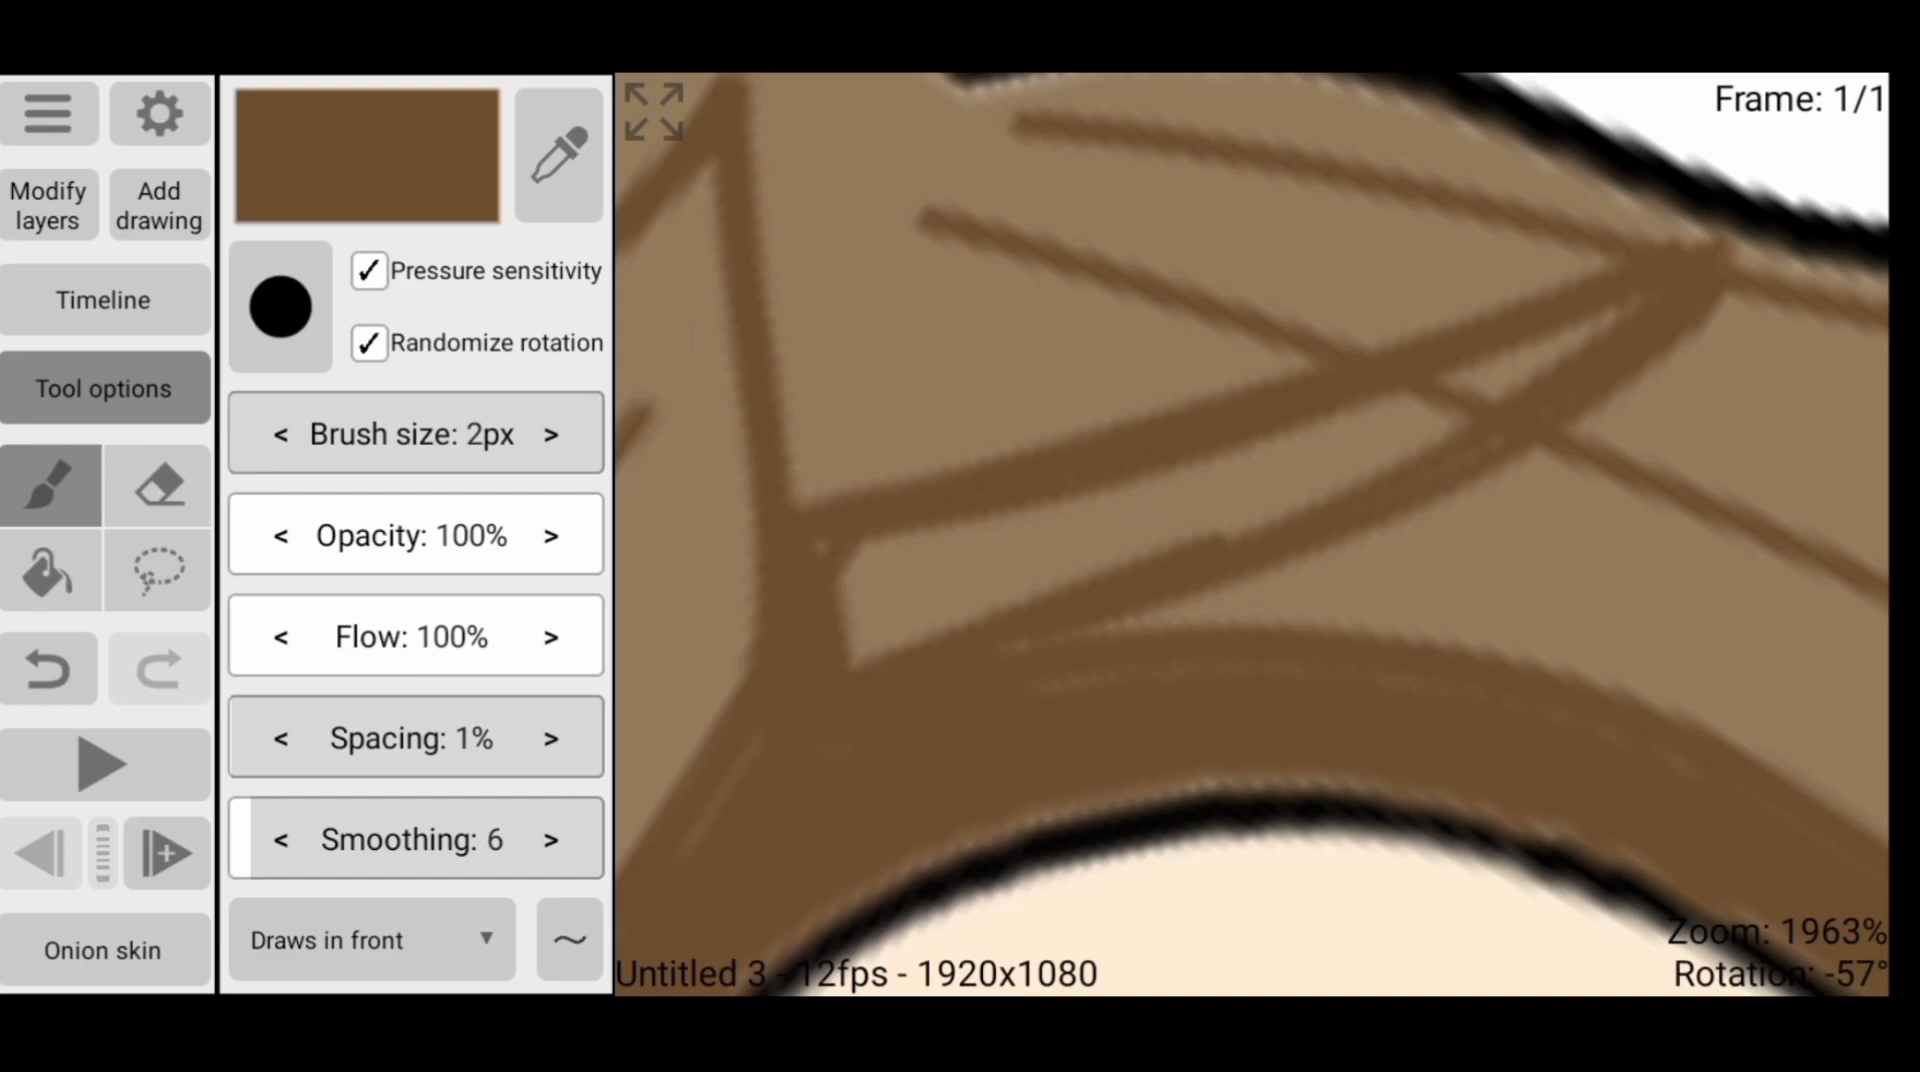 Modify
layers
Add
drawing
Timeline
Tool options
Onion skin
Pressure sensitivity
Randomize rotation
< Brush size: 2px >
< Opacity: 100% >
< Flow: 100% >
< Spacing: 1% >
< Smoothing: 6 >
Draws in front
Frame: 1/1
Zoom: 1963%
Untitled 3 - 12fps - 1920x1080
Rotation: -57°